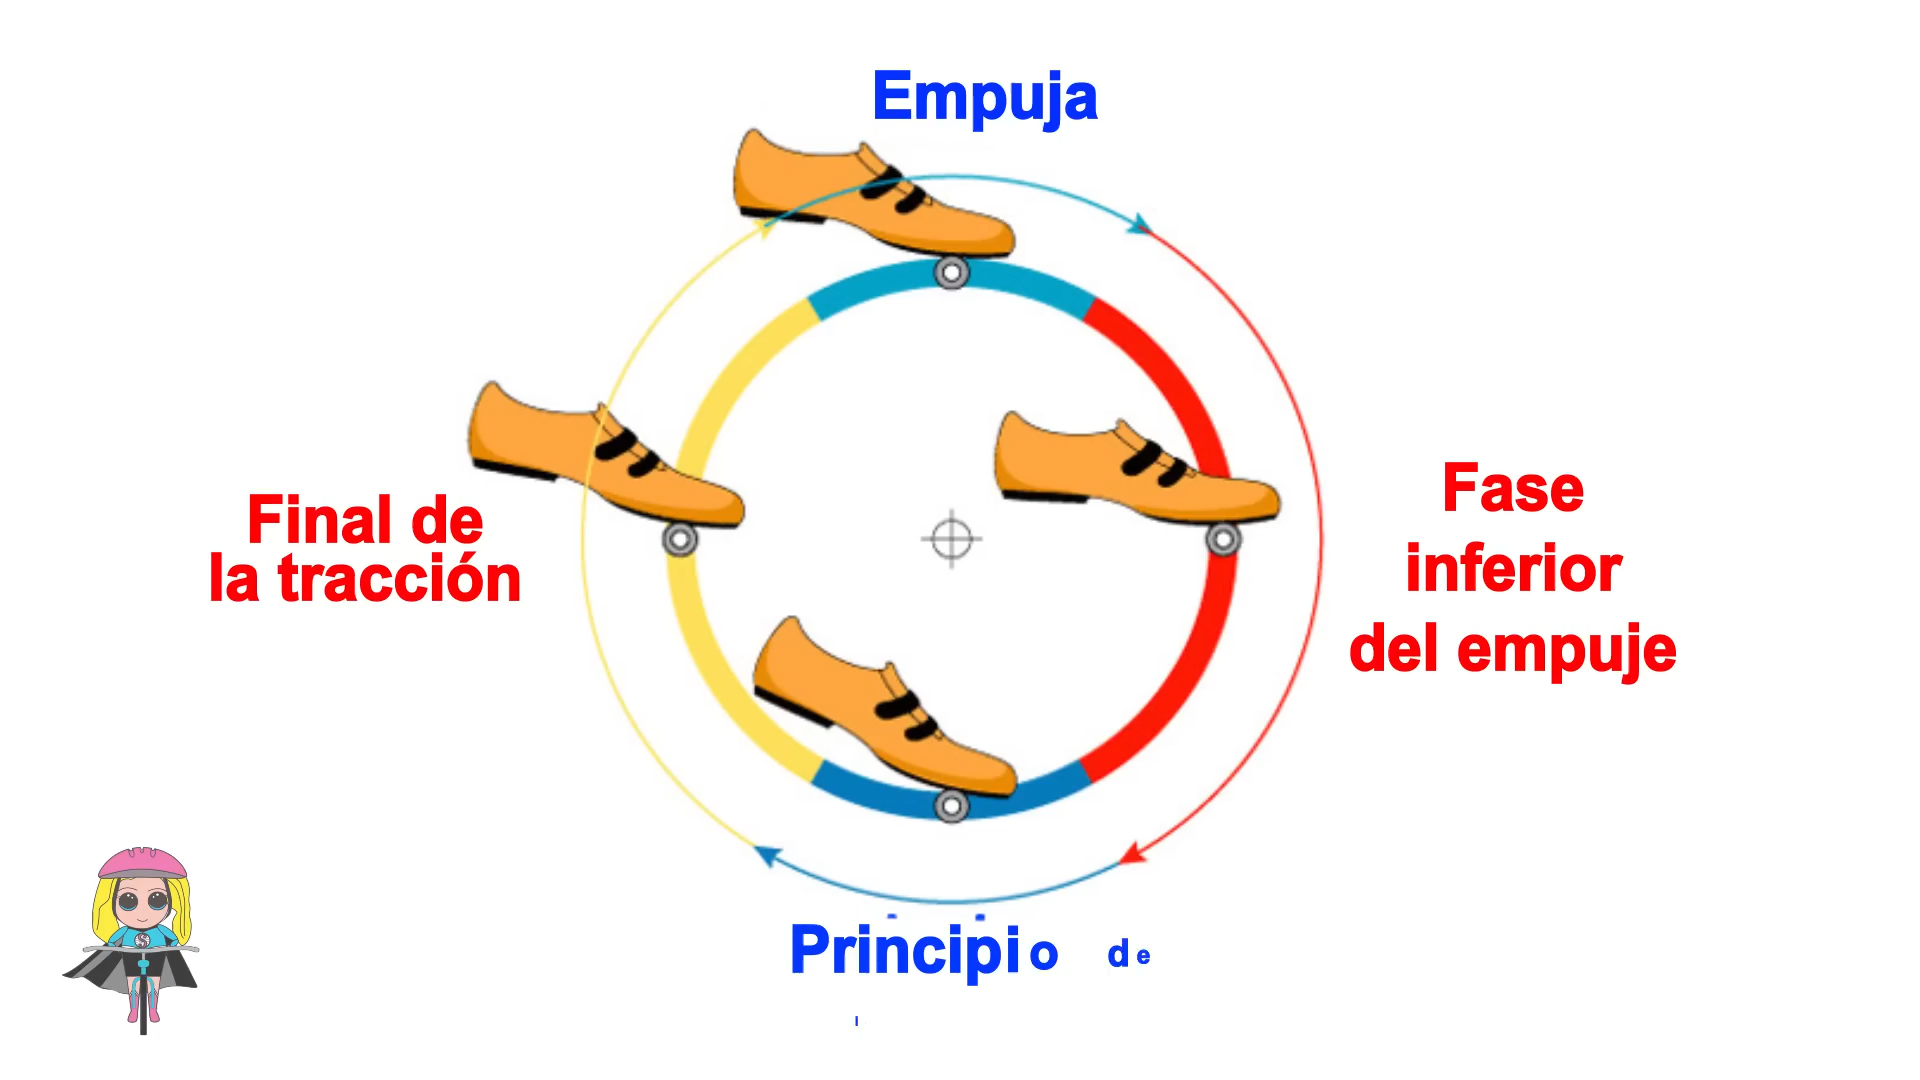 Empuja
Final de
la tracción
Fase
inferior
del empuje
Principio de
l